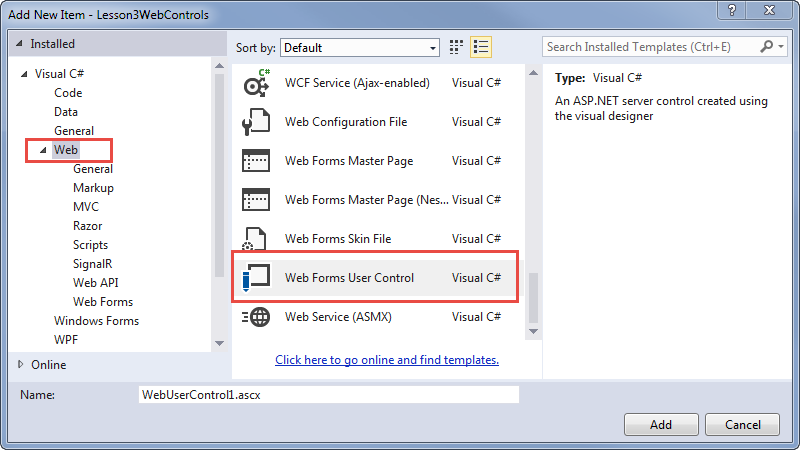 Add New Item - Lesson3WebControls
?
Installed
Sort by: Default
Search Installed Templates (Ctrl+E)
Visual C#
Code
Data
General
Web
General
Markup
MVC
Razor
Scripts
SignalR
Web API
Web Forms
Windows Forms
WPF
Online
C#
WCF Service (Ajax-enabled) Visual C#
Web Configuration File Visual C#
Web Forms Master Page Visual C#
Web Forms Master Page (Nes... Visual C#
Web Forms Skin File Visual C#
Web Forms User Control Visual C#
Web Service (ASMX) Visual C#
Click here to go online and find templates.
Type: Visual C#
An ASP.NET server control created using
the visual designer
Name: WebUserControl1.ascx
Add Cancel